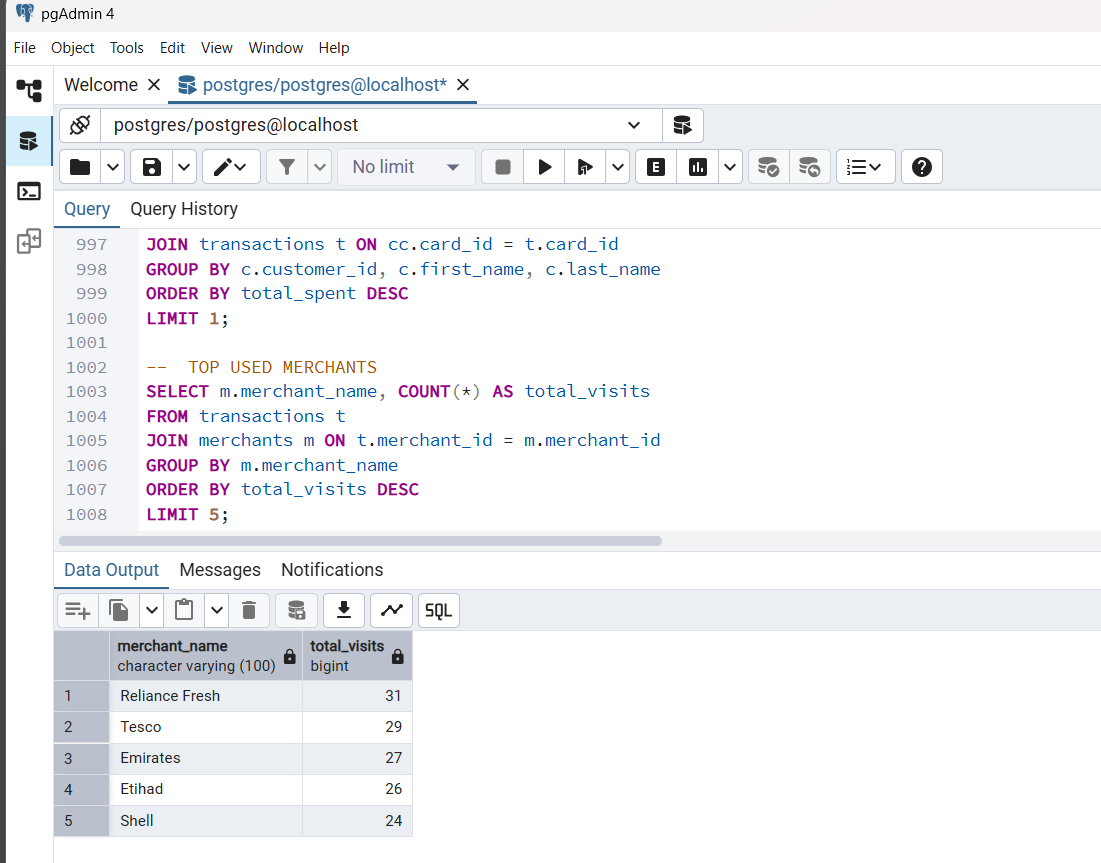 pgAdmin 4
File Object Tools Edit View Window Help
Welcome postgres/postgres@localhost*
postgres/postgres@localhost
No limit E ?
Query Query History
997 JOIN transactions t ON cc.card_id = t.card_id
998 GROUP BY c.customer_id, c.first_name, c.last_name
999 ORDER BY total_spent DESC
1000 LIMIT 1;
1001
1002 --  TOP USED MERCHANTS
1003 SELECT m.merchant_name, COUNT(*) AS total_visits
1004 FROM transactions t
1005 JOIN merchants m ON t.merchant_id = m.merchant_id
1006 GROUP BY m.merchant_name
1007 ORDER BY total_visits DESC
1008 LIMIT 5;
Data Output Messages Notifications
SQL
merchant_name total_visits
character varying (100) bigint
1 Reliance Fresh 31
2 Tesco 29
3 Emirates 27
4 Etihad 26
5 Shell 24